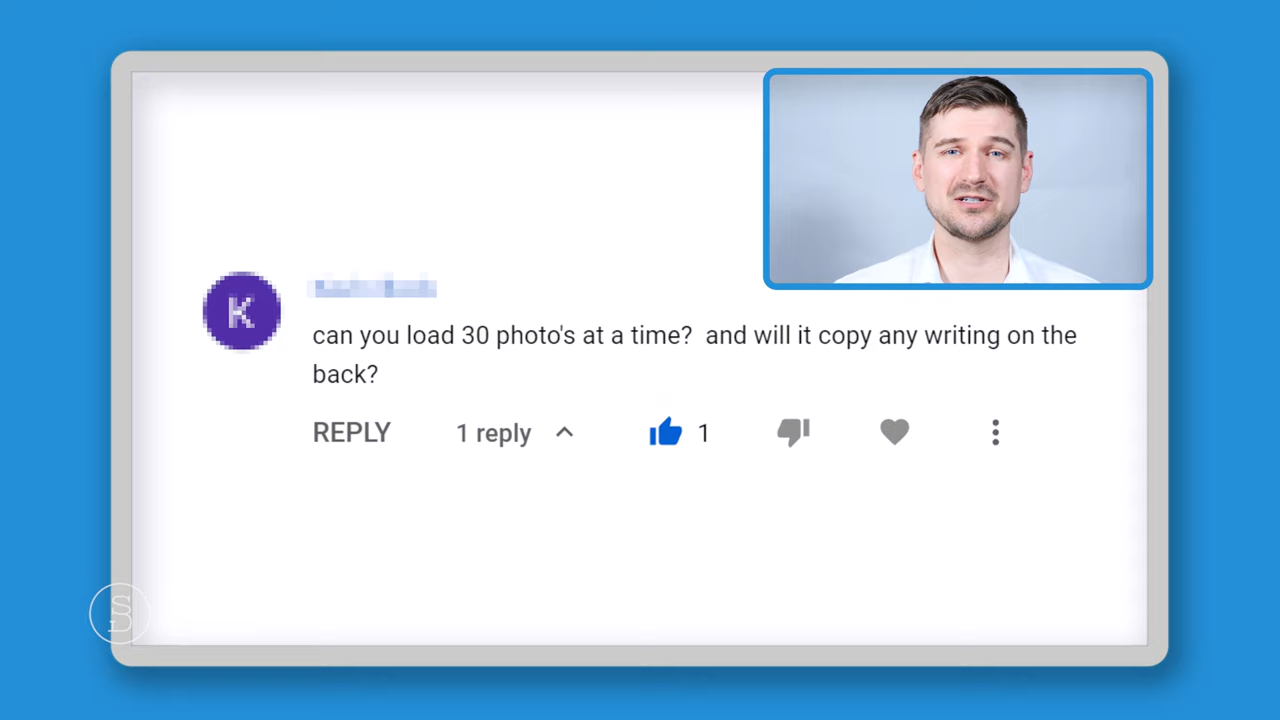 K
can you load 30 photo's at a time?  and will it copy any writing on the
back?
REPLY 1 reply 1
SD